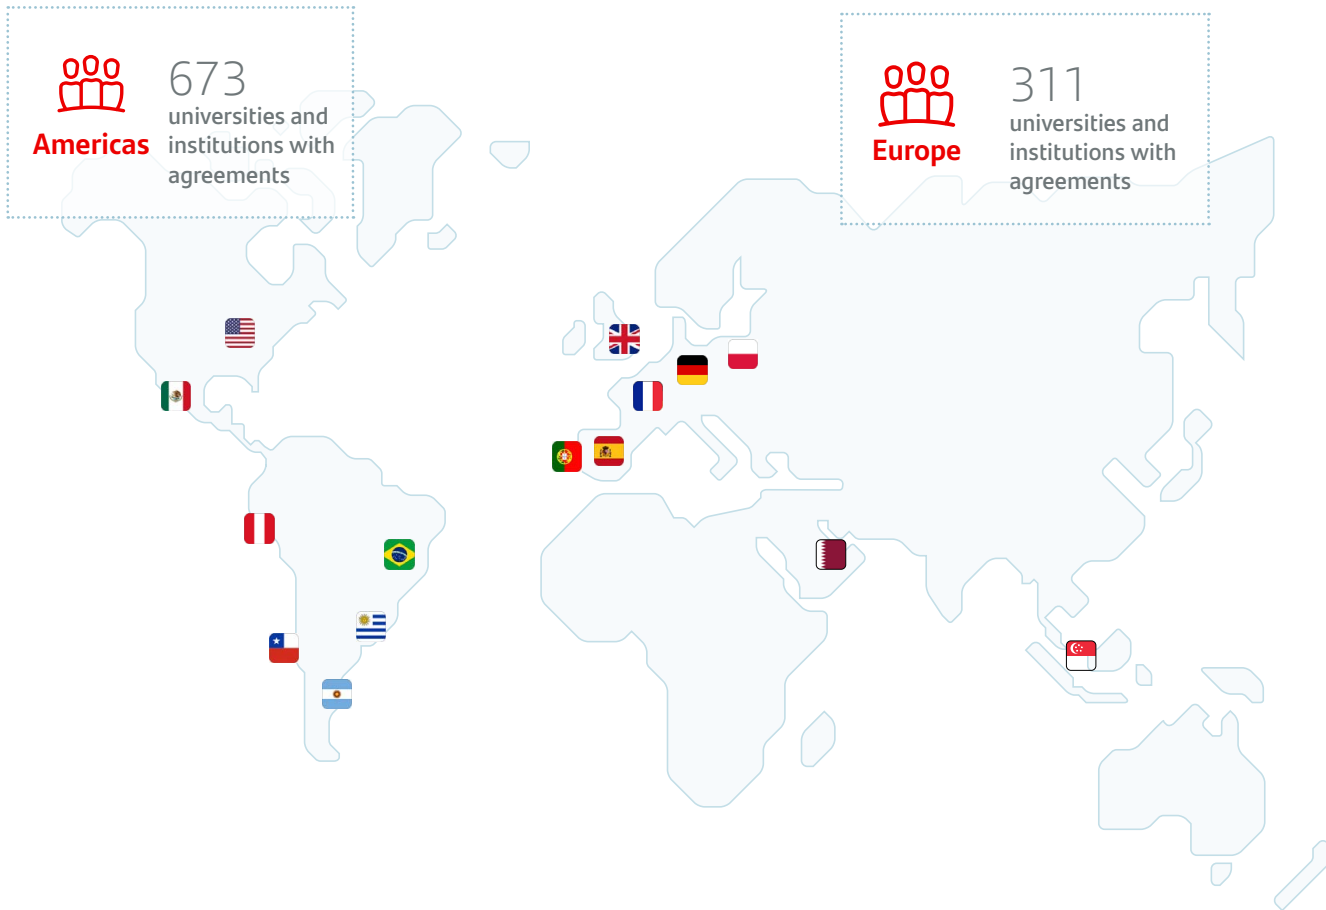 673
universities and
Americas institutions with
agreements
311
universities and
Europe institutions with
agreements